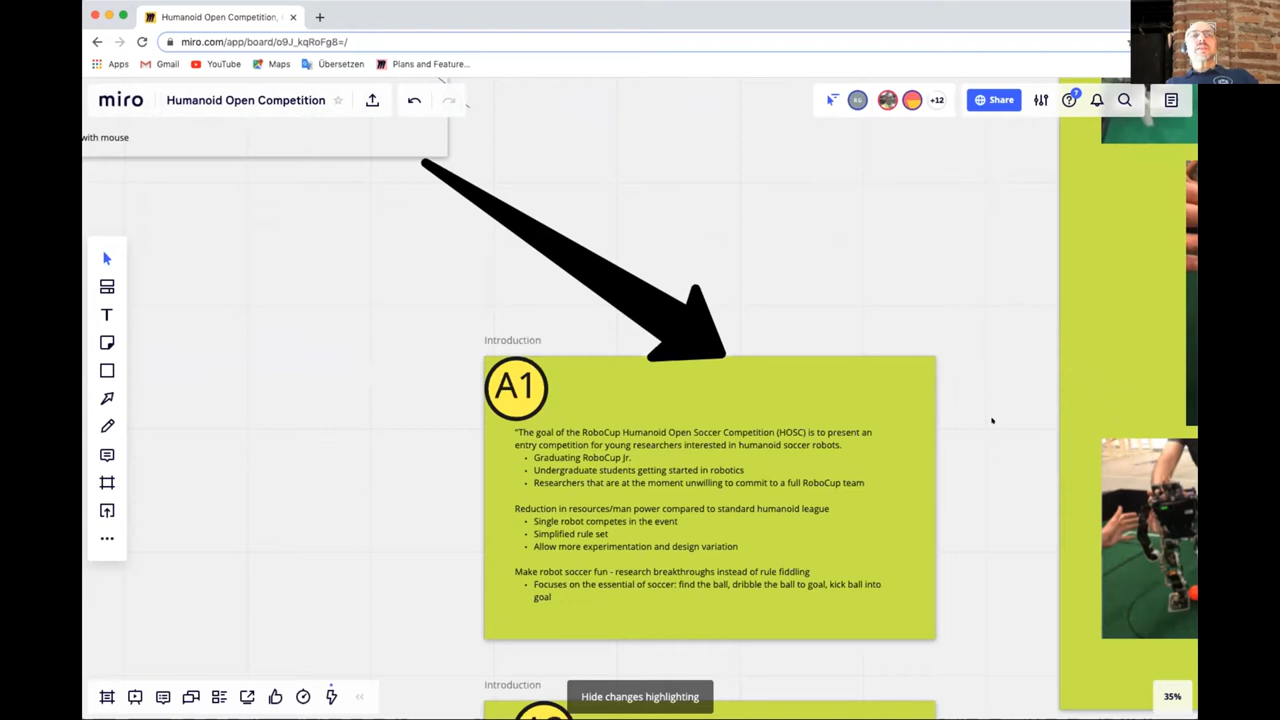 Humanoid Open Competition,
miro.com/app/board/o9J_kqRoFg8=/
Apps
Gmail
YouTube
Maps
Übersetzen
Plans and Feature...
miro
Humanoid Open Competition
RG
+12
Share
7
with mouse
Introduction
A1
"The goal of the RoboCup Humanoid Open Soccer Competition (HOSC) is to present an
entry competition for young researchers interested in humanoid soccer robots.
• Graduating RoboCup Jr.
• Undergraduate students getting started in robotics
• Researchers that are at the moment unwilling to commit to a full RoboCup team
Reduction in resources/man power compared to standard humanoid league
• Single robot competes in the event
• Simplified rule set
• Allow more experimentation and design variation
Make robot soccer fun - research breakthroughs instead of rule fiddling
• Focuses on the essential of soccer: find the ball, dribble the ball to goal, kick ball into
goal
Introduction
Hide changes highlighting
35%